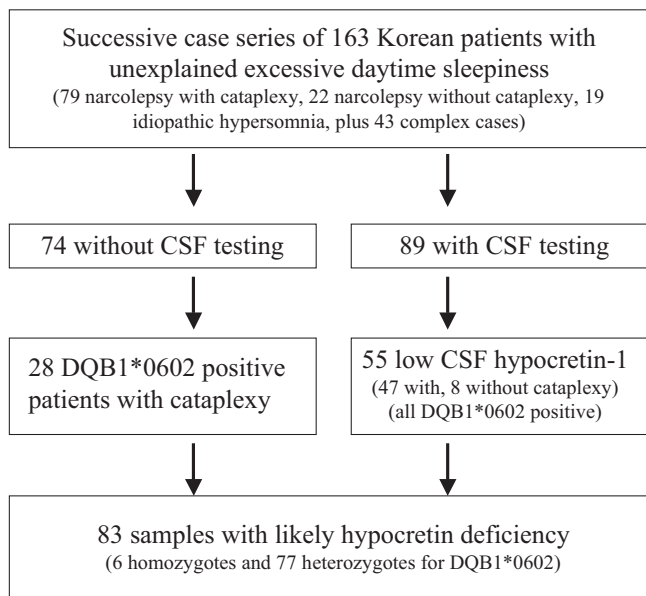 Successive case series of 163 Korean patients with
unexplained excessive daytime sleepiness
(79 narcolepsy with cataplexy, 22 narcolepsy without cataplexy, 19
idiopathic hypersomnia, plus 43 complex cases)
74 without CSF testing
89 with CSF testing
28 DQB1*0602 positive
patients with cataplexy
55 low CSF hypocretin-1
(47 with, 8 without cataplexy)
(all DQB1*0602 positive)
83 samples with likely hypocretin deficiency
(6 homozygotes and 77 heterozygotes for DQB1*0602)